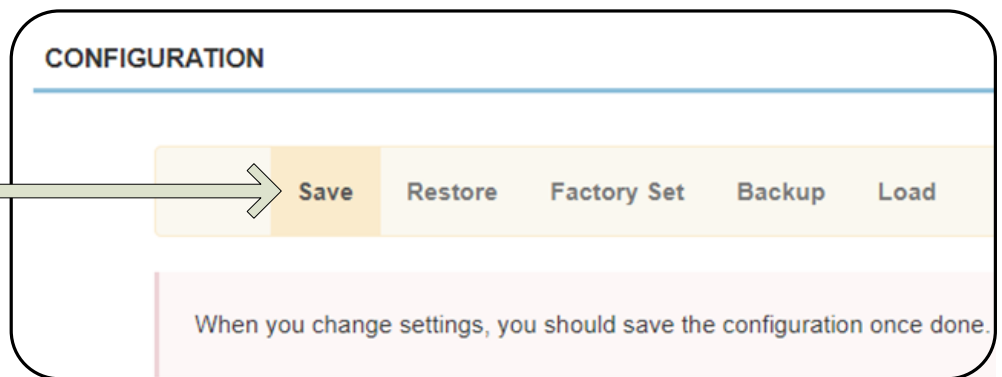 CONFIGURATION
Save Restore Factory Set Backup Load
When you change settings, you should save the configuration once done.